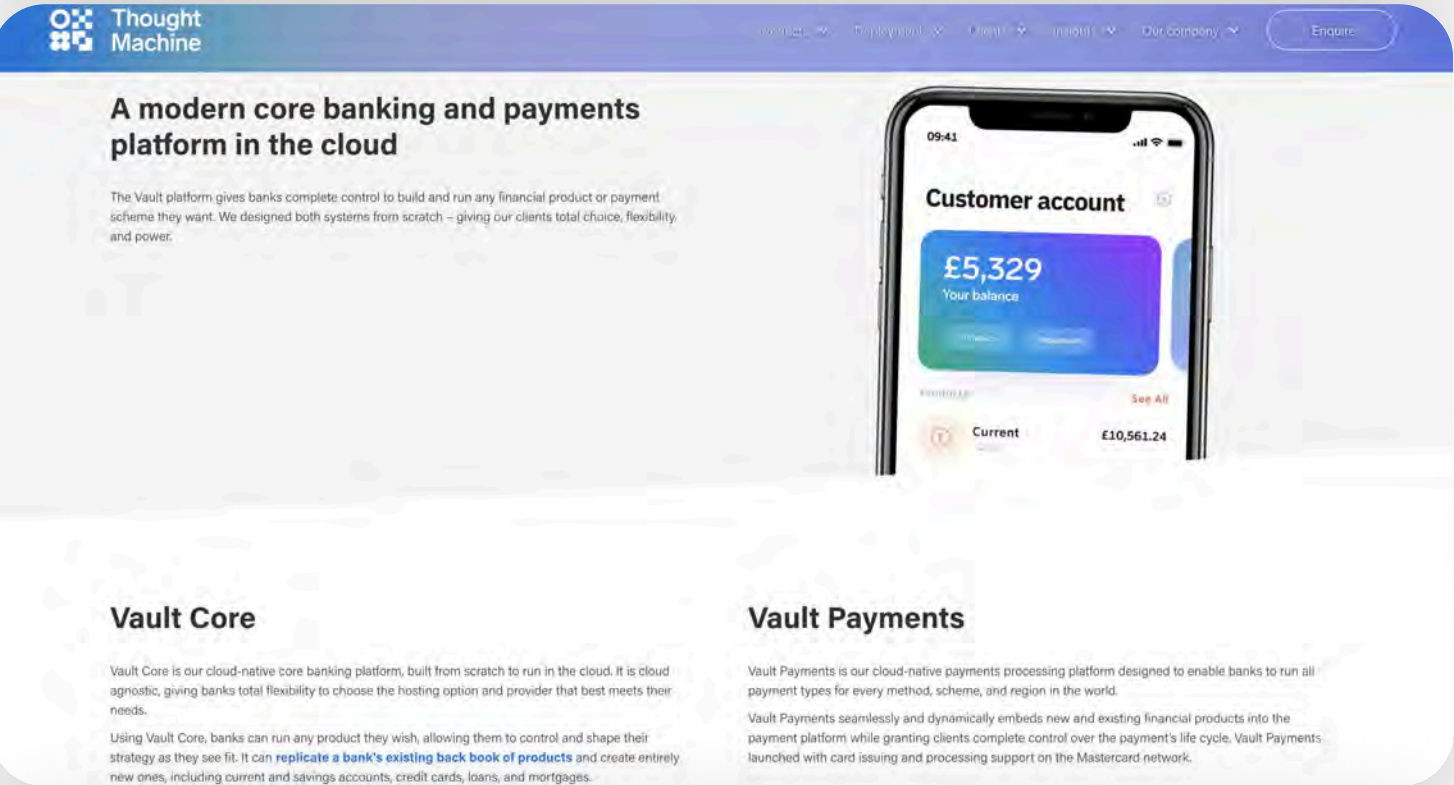 Thought
Machine
Our company
Enquire
A modern core banking and payments
platform in the cloud
The Vault platform gives banks complete control to build and run any financial product or payment
scheme they want. We designed both systems from scratch – giving our clients total choice, flexibility,
and power.
09:41
Customer account
£5,329
Your balance
See All
Current
£10,561.24
Vault Core
Vault Core is our cloud-native core banking platform, built from scratch to run in the cloud. It is cloud
agnostic, giving banks total flexibility to choose the hosting option and provider that best meets their
needs.
Using Vault Core, banks can run any product they wish, allowing them to control and shape their
strategy as they see fit. It can replicate a bank's existing back book of products and create entirely
new ones, including current and savings accounts, credit cards, loans, and mortgages.
Vault Payments
Vault Payments is our cloud-native payments processing platform designed to enable banks to run all
payment types for every method, scheme, and region in the world.
Vault Payments seamlessly and dynamically embeds new and existing financial products into the
payment platform while granting clients complete control over the payment's life cycle. Vault Payments
launched with card issuing and processing support on the Mastercard network.